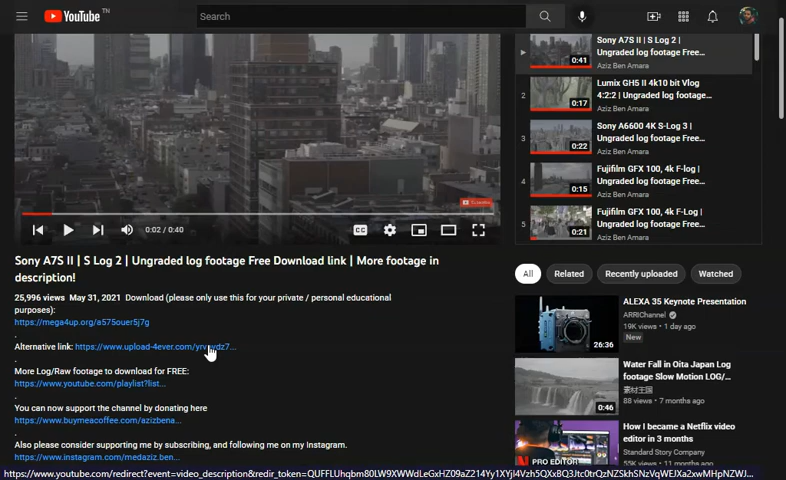 YouTube TN
Search
Sony A7S II | S Log 2 |
Ungraded log footage Free...
Aziz Ben Amara
0:41
2
Lumix GH5 II 4k10 bit Vlog
4:2:2 | Ungraded log footage...
Aziz Ben Amara
0:17
3
Sony A6600 4K S-Log 3 |
Ungraded log footage Free...
Aziz Ben Amara
0:22
4
Fujifilm GFX 100, 4k F-log |
Ungraded log footage Free...
Aziz Ben Amara
0:15
5
Fujifilm GFX 100, 4k F-Log |
Ungraded log footage Free...
Aziz Ben Amara
0:21
0:02 / 0:40
CC
Sony A7S II | S Log 2 | Ungraded log footage Free Download link | More footage in
description!
25,996 views May 31, 2021 Download (please only use this for your private / personal educational
purposes):
https://mega4up.org/a575ouer5j7g
.
Alternative link: https://www.upload-4ever.com/
.
More Log/Raw footage to download for FREE:
https://www.youtube.com/playlist?list...
.
You can now support the channel by donating here
https://www.buymeacoffee.com/azizbena...
.
Also please consider supporting me by subscribing, and following me on my Instagram.
https://www.instagram.com/medaziz.ben...
All
Related
Recently uploaded
Watched
ALEXA 35 Keynote Presentation
ARRIChannel
19K views • 1 day ago
New
26:36
Water Fall in Oita Japan Log
footage Slow Motion LOG/...
素材王国
88 views • 7 months ago
0:46
How I became a Netflix video
editor in 3 months
Standard Story Company
55K views • 11 months ago
PRO EDITOR